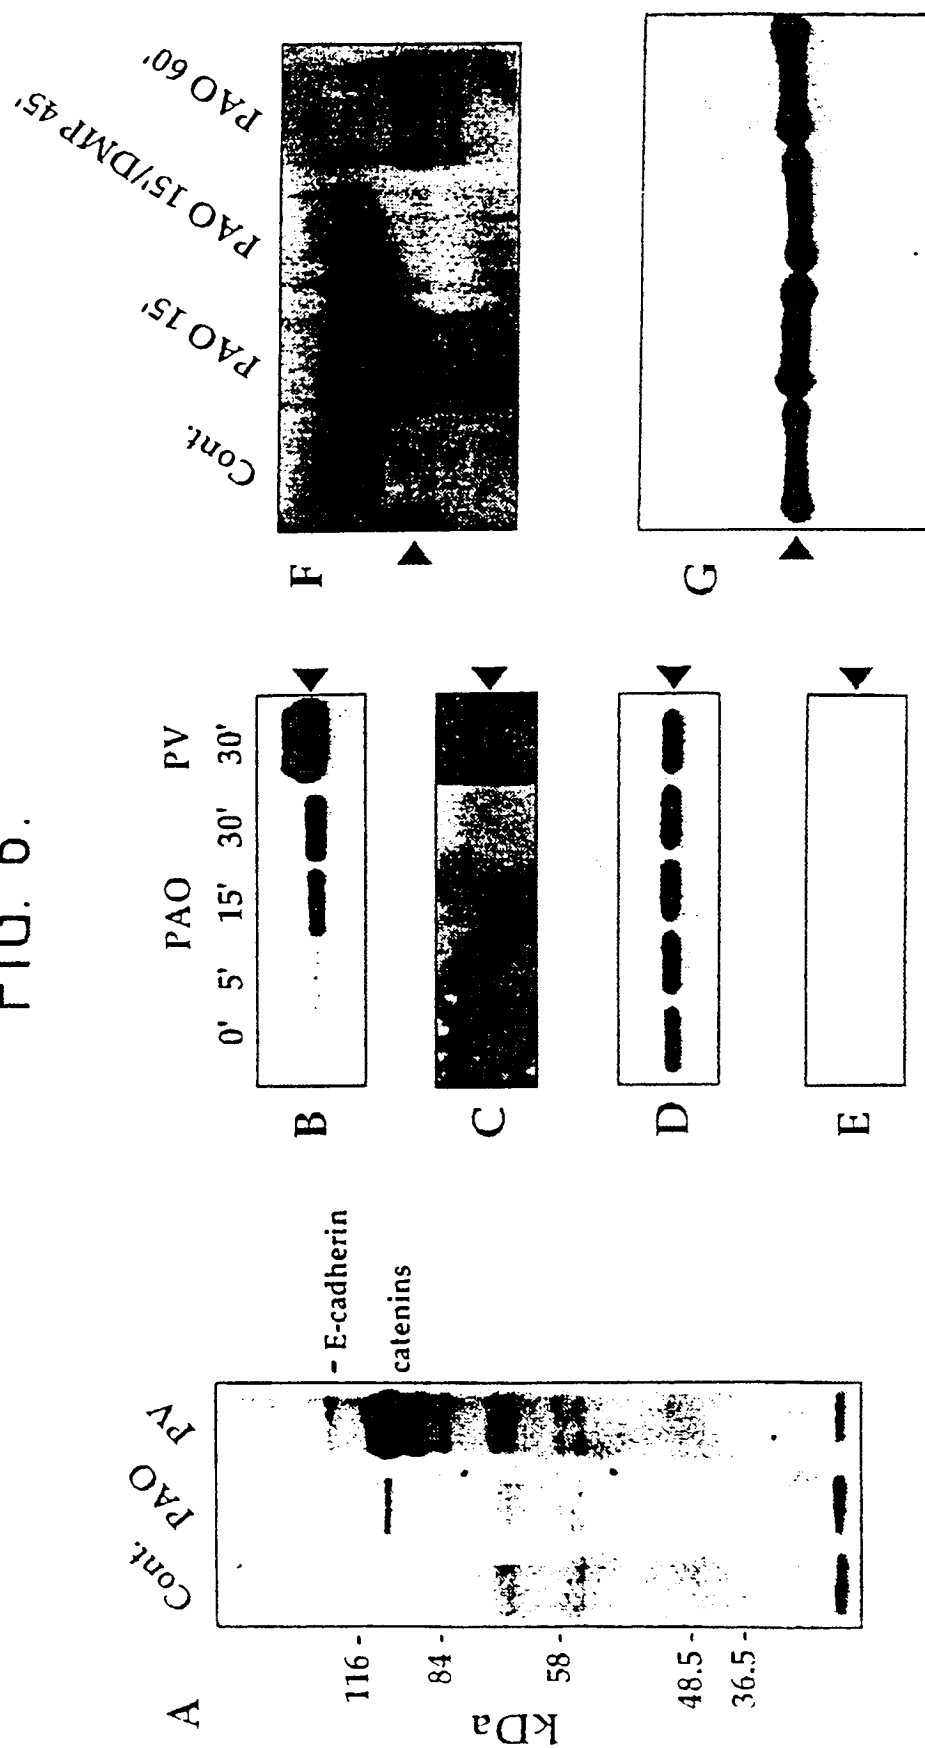 FIG. 6.
A
Cont.
PAO
PV
kDa
116 -
84 -
58 -
48.5 -
36.5 -
- E-cadherin
catenins
PAO
PV
0'
5'
15'
30'
30'
B
C
D
E
Cont.
PAO 15'
PAO 15'/DMP 45'
PAO 60'
F
G